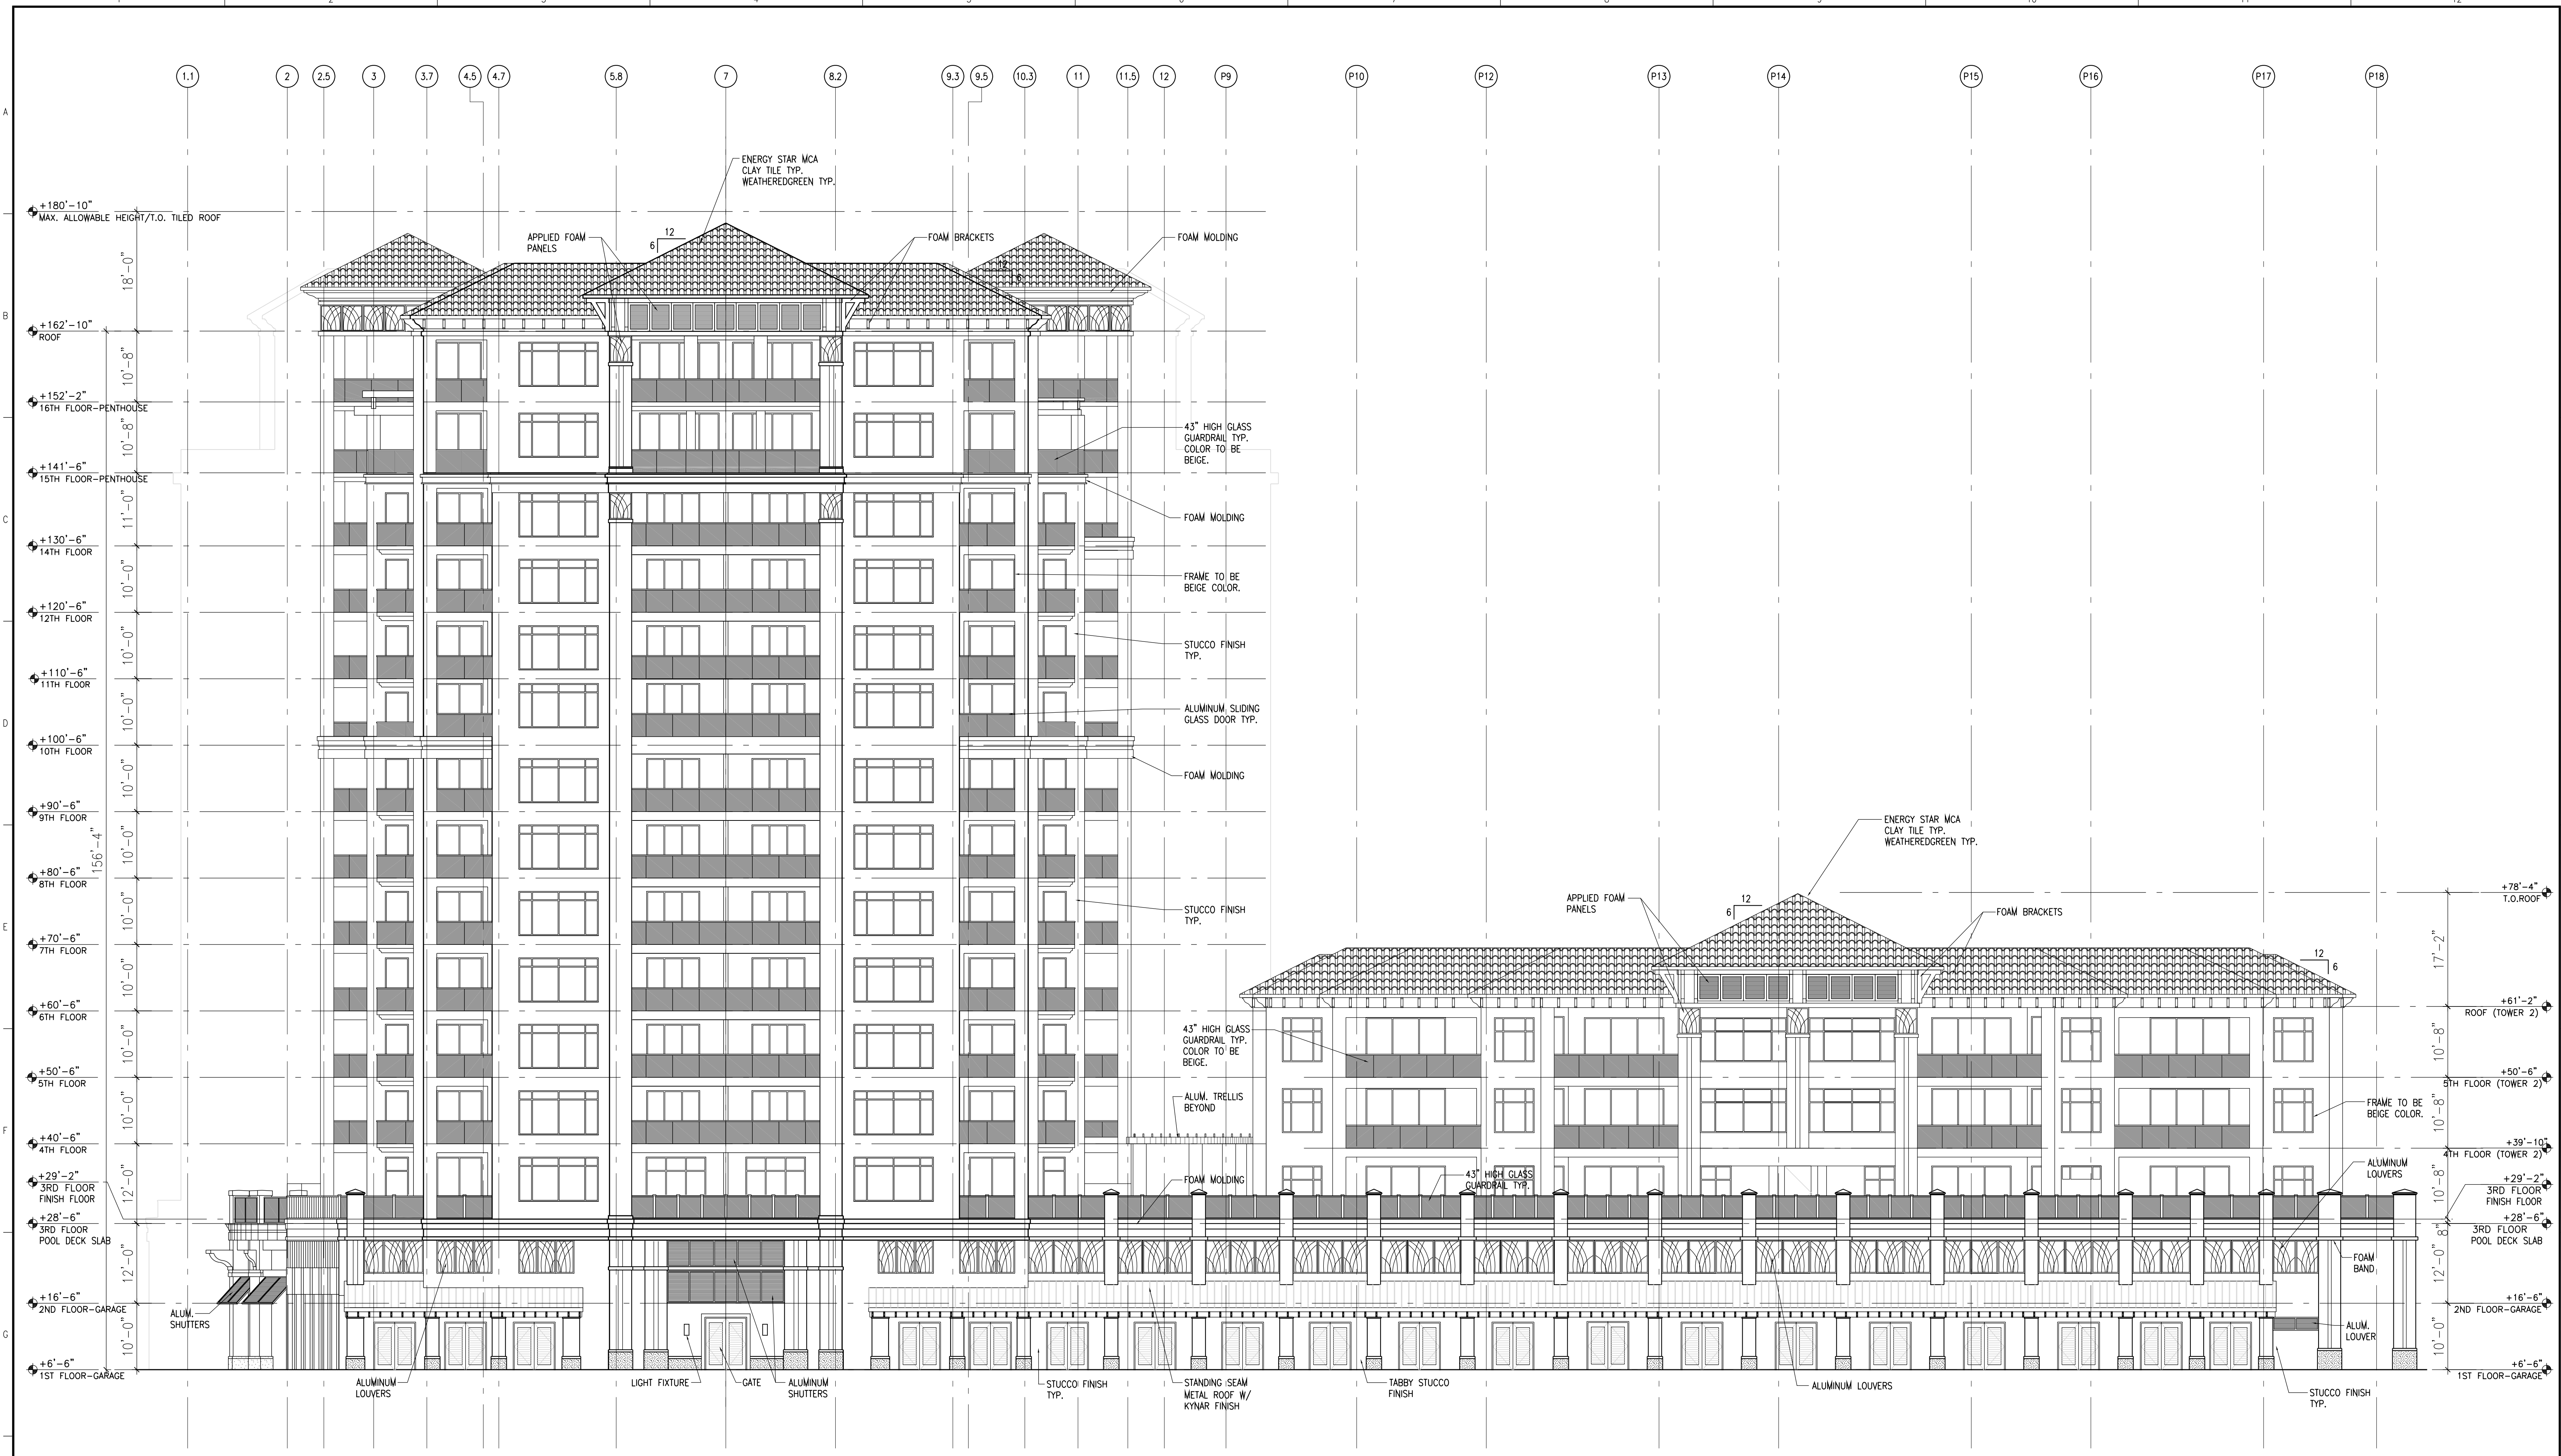 1.1 2 2.5 3 3.7 4.5 4.7 5.8 7 8.2 9.3 9.5 10.3 11 11.5 12 P9 P10 P12 P13 P14 P15 P16 P17 P18
A
B
C
D
E
F
G
+180'-10"
MAX. ALLOWABLE HEIGHT/T.O. TILED ROOF
18'-0"
+162'-10"
ROOF
10'-8"
+152'-2"
16TH FLOOR-PENTHOUSE
10'-8"
+141'-6"
15TH FLOOR-PENTHOUSE
11'-0"
+130'-6"
14TH FLOOR
10'-0"
+120'-6"
12TH FLOOR
10'-0"
+110'-6"
11TH FLOOR
10'-0"
+100'-6"
10TH FLOOR
10'-0"
+90'-6"
9TH FLOOR
156'-4"
10'-0"
+80'-6"
8TH FLOOR
10'-0"
+70'-6"
7TH FLOOR
10'-0"
+60'-6"
6TH FLOOR
10'-0"
+50'-6"
5TH FLOOR
10'-0"
+40'-6"
4TH FLOOR
12'-0"
+29'-2"
3RD FLOOR
FINISH FLOOR
+28'-6"
3RD FLOOR
POOL DECK SLAB
12'-0"
+16'-6"
2ND FLOOR-GARAGE
10'-0"
+6'-6"
1ST FLOOR-GARAGE
ENERGY STAR MCA
CLAY TILE TYP.
WEATHEREDGREEN TYP.
APPLIED FOAM
PANELS
12
6
FOAM BRACKETS
FOAM MOLDING
12
6
43" HIGH GLASS
GUARDRAIL TYP.
COLOR TO BE
BEIGE.
FOAM MOLDING
FRAME TO BE
BEIGE COLOR.
STUCCO FINISH
TYP.
ALUMINUM SLIDING
GLASS DOOR TYP.
FOAM MOLDING
STUCCO FINISH
TYP.
43" HIGH GLASS
GUARDRAIL TYP.
COLOR TO BE
BEIGE.
ALUM. TRELLIS
BEYOND
FOAM MOLDING
43" HIGH GLASS
GUARDRAIL TYP.
ENERGY STAR MCA
CLAY TILE TYP.
WEATHEREDGREEN TYP.
APPLIED FOAM
PANELS
12
6
FOAM BRACKETS
12
6
FRAME TO BE
BEIGE COLOR.
ALUMINUM
LOUVERS
FOAM
BAND
ALUM.
LOUVER
ALUM.
SHUTTERS
ALUMINUM
LOUVERS
LIGHT FIXTURE
GATE
ALUMINUM
SHUTTERS
STUCCO FINISH
TYP.
STANDING SEAM
METAL ROOF W/
KYNAR FINISH
TABBY STUCCO
FINISH
ALUMINUM LOUVERS
STUCCO FINISH
TYP.
+78'-4"
T.O.ROOF
17'-2"
+61'-2"
ROOF (TOWER 2)
10'-8"
+50'-6"
5TH FLOOR (TOWER 2)
10'-8"
+39'-10"
4TH FLOOR (TOWER 2)
10'-8"
+29'-2"
3RD FLOOR
FINISH FLOOR
8"
+28'-6"
3RD FLOOR
POOL DECK SLAB
12'-0"
+16'-6"
2ND FLOOR-GARAGE
10'-0"
+6'-6"
1ST FLOOR-GARAGE